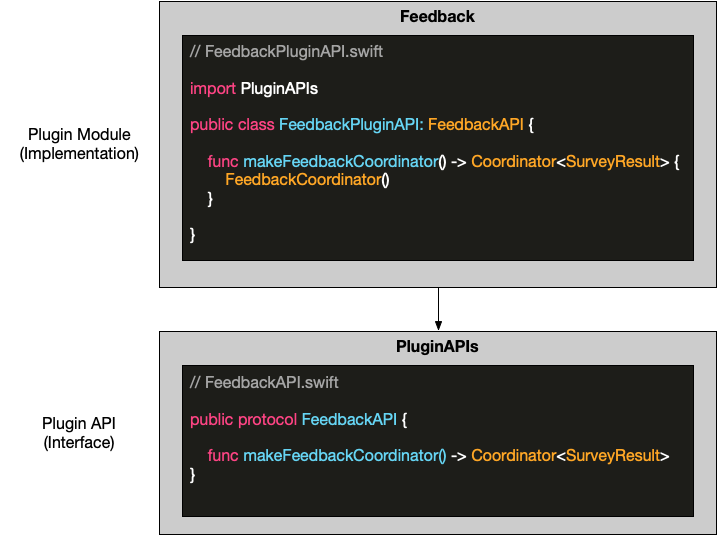 Feedback
// FeedbackPluginAPI.swift
import PluginAPIs
public class FeedbackPluginAPI: FeedbackAPI {
func makeFeedbackCoordinator() -> Coordinator<SurveyResult> {
FeedbackCoordinator()
}
}
Plugin Module
(Implementation)
PluginAPIs
// FeedbackAPI.swift
public protocol FeedbackAPI {
func makeFeedbackCoordinator() -> Coordinator<SurveyResult>
}
Plugin API
(Interface)